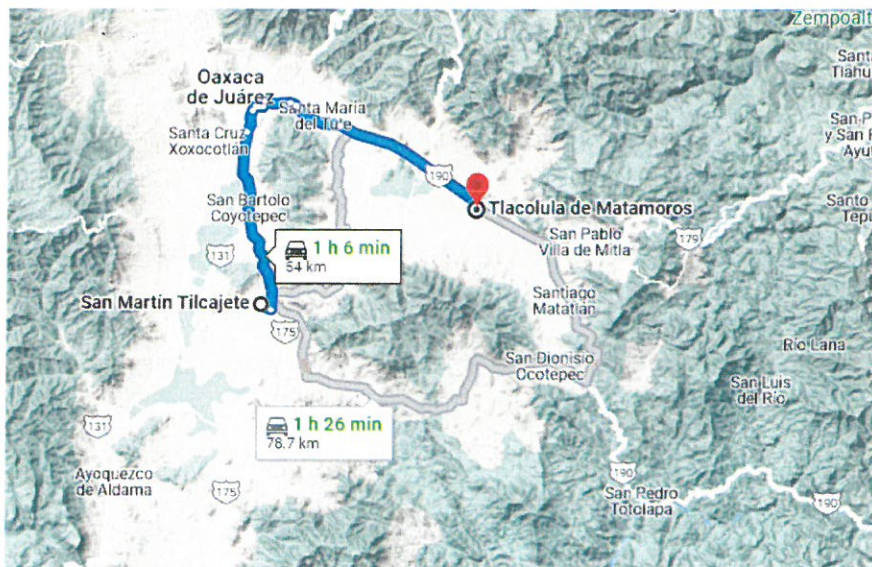 Zempoalt
Oaxaca
de Juárez
Santa María
del Tule
Santa
Tlahu
Santa Cruz
Xoxocotlán
San P
y San P
Ayut
190
San Bartolo
Coyotepec
Tlacolula de Matamoros
Santo
Tepu
San Pablo
Villa de Mitla
179
1 h 6 min
54 km
131
San Martín Tilcajete
Santiago
Matatlán
175
San Dionisio
Ocotepec
Río Lana
San Luis
del Río
1 h 26 min
78.7 km
131
Ayoquezco
de Aldama
175
190
San Pedro
Totolapa
190